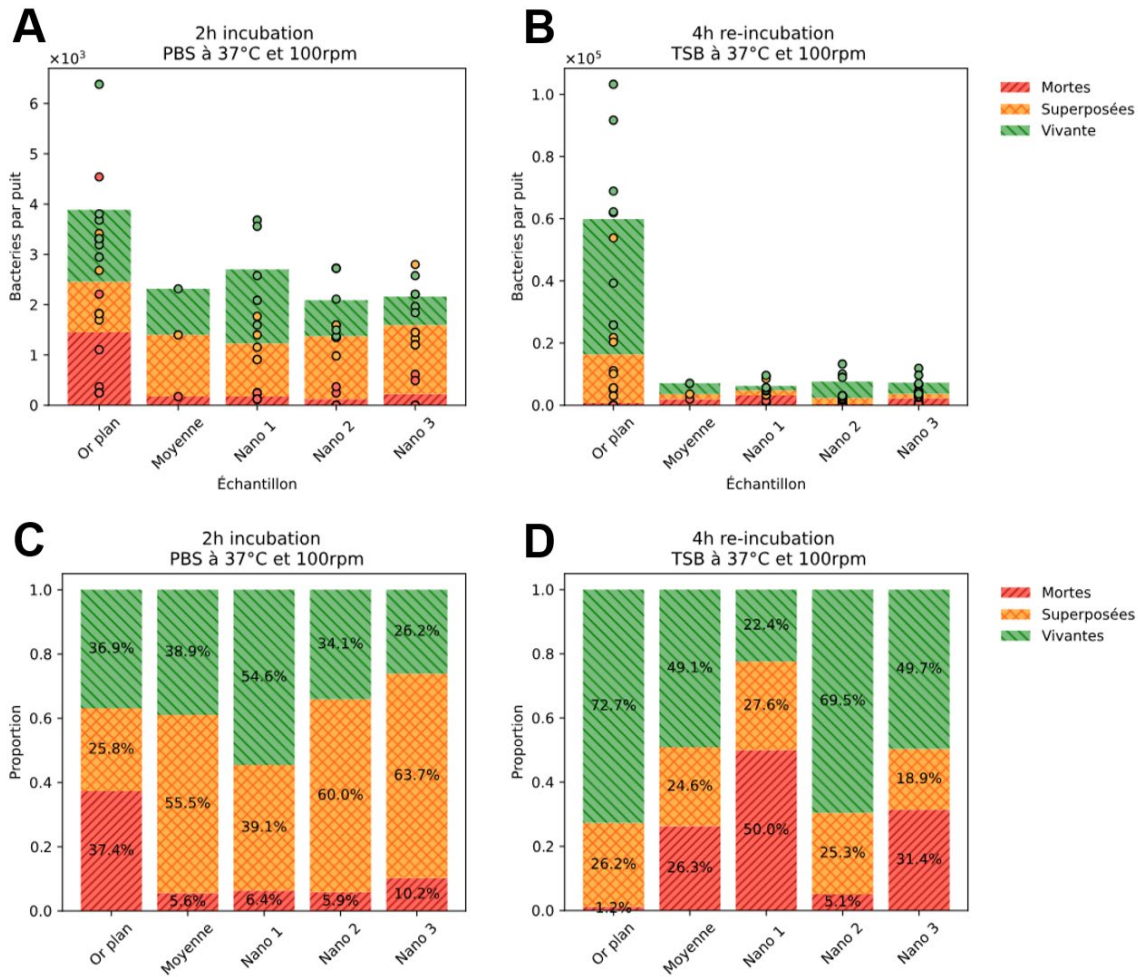 A
2h incubation
PBS à 37°C et 100rpm
×10³
Bacteries par puit
6
5
4
3
2
1
0
Or plan
Moyenne
Nano 1
Nano 2
Nano 3
Échantillon
B
4h re-incubation
TSB à 37°C et 100rpm
×10⁵
Bacteries par puit
1.0
0.8
0.6
0.4
0.2
0.0
Or plan
Moyenne
Nano 1
Nano 2
Nano 3
Échantillon
Mortes
Superposées
Vivante
C
2h incubation
PBS à 37°C et 100rpm
Proportion
1.0
0.8
0.6
0.4
0.2
0.0
36.9%
25.8%
37.4%
38.9%
55.5%
5.6%
54.6%
39.1%
6.4%
34.1%
60.0%
5.9%
26.2%
63.7%
10.2%
Or plan
Moyenne
Nano 1
Nano 2
Nano 3
D
4h re-incubation
TSB à 37°C et 100rpm
Proportion
1.0
0.8
0.6
0.4
0.2
0.0
72.7%
26.2%
1.2%
49.1%
24.6%
26.3%
22.4%
27.6%
50.0%
69.5%
25.3%
5.1%
49.7%
18.9%
31.4%
Or plan
Moyenne
Nano 1
Nano 2
Nano 3
Mortes
Superposées
Vivantes